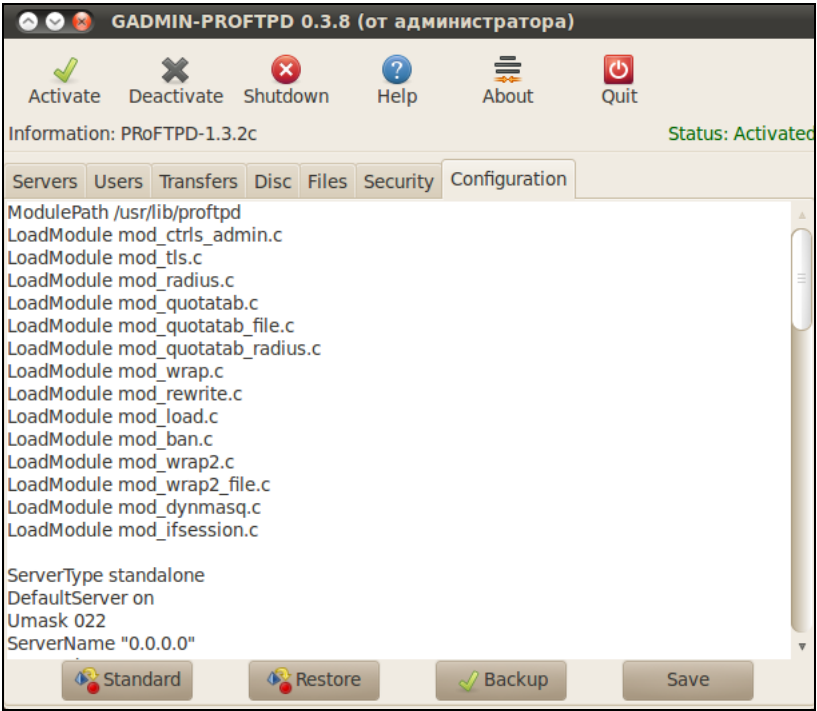 GADMIN-PROFTPD 0.3.8 (от администратора)
Activate Deactivate Shutdown Help About Quit
Information: PRoFTPD-1.3.2c Status: Activated
Servers Users Transfers Disc Files Security Configuration
ModulePath /usr/lib/proftpd
LoadModule mod_ctrls_admin.c
LoadModule mod_tls.c
LoadModule mod_radius.c
LoadModule mod_quotatab.c
LoadModule mod_quotatab_file.c
LoadModule mod_quotatab_radius.c
LoadModule mod_wrap.c
LoadModule mod_rewrite.c
LoadModule mod_load.c
LoadModule mod_ban.c
LoadModule mod_wrap2.c
LoadModule mod_wrap2_file.c
LoadModule mod_dynmasq.c
LoadModule mod_ifsession.c
ServerType standalone
DefaultServer on
Umask 022
ServerName "0.0.0.0"
Standard Restore Backup Save